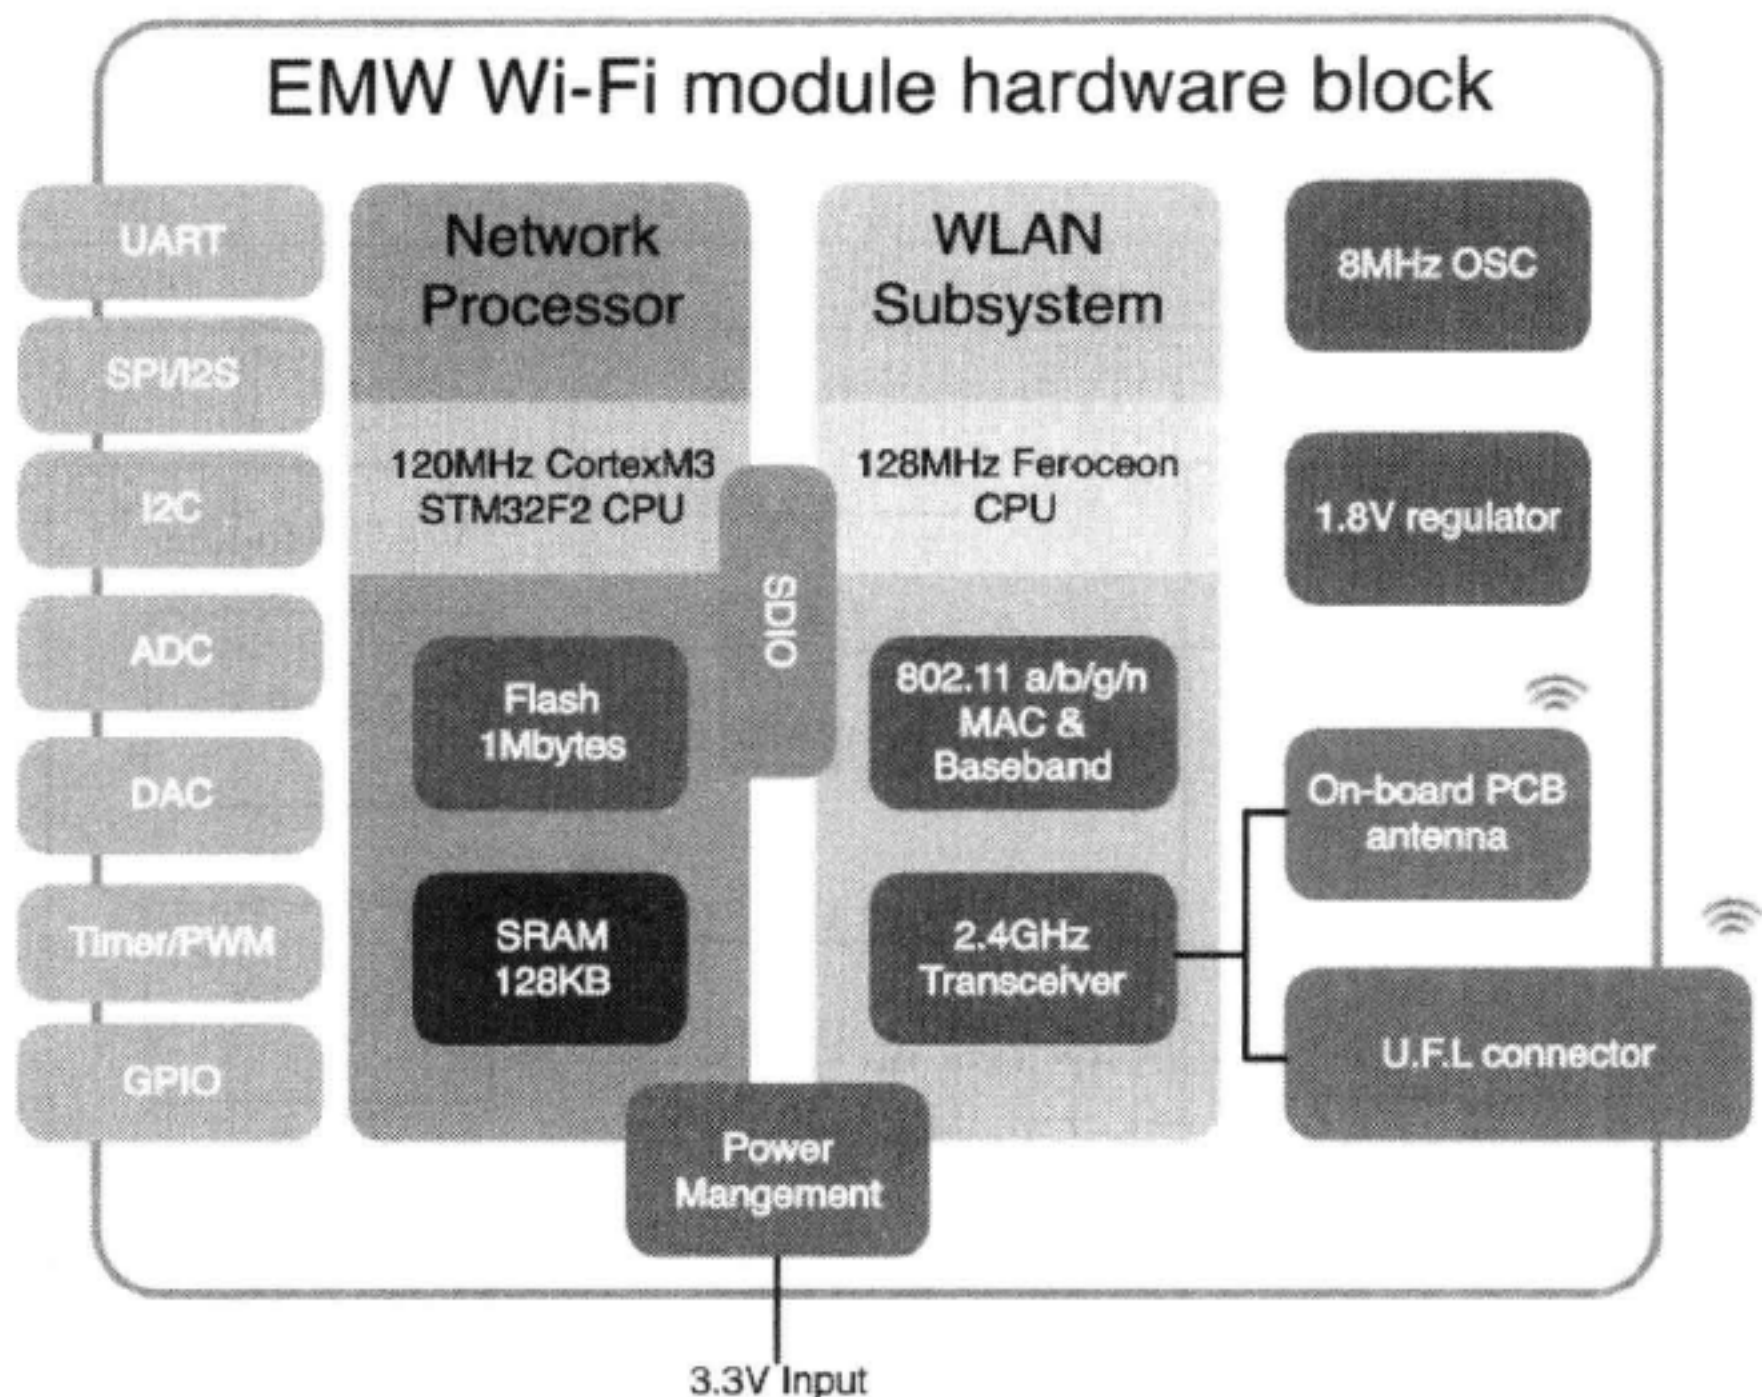 EMW Wi-Fi module hardware block
UART
SPI/I2S
I2C
ADC
DAC
Timer/PWM
GPIO
Network
Processor
120MHz CortexM3
STM32F2 CPU
Flash
1Mbytes
SRAM
128KB
SDIO
WLAN
Subsystem
128MHz Feroceon
CPU
802.11 a/b/g/n
MAC &
Baseband
2.4GHz
Transceiver
8MHz OSC
1.8V regulator
On-board PCB
antenna
U.F.L connector
Power
Mangement
3.3V Input